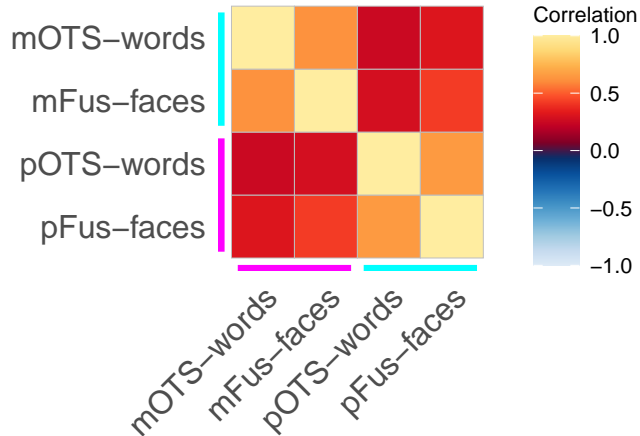 Correlation
mOTS−words
mFus−faces
pOTS−words
pFus−faces
1.0
0.5
0.0
−0.5
−1.0
mOTS−words
mFus−faces
pOTS−words
pFus−faces